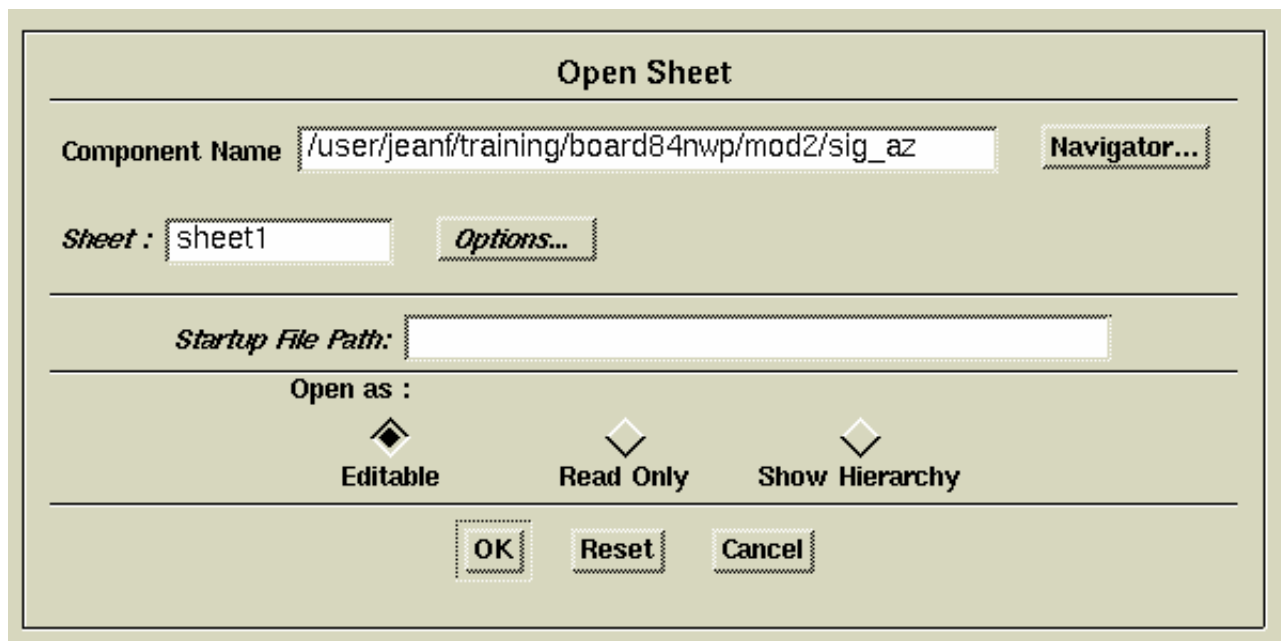 Open Sheet
Component Name /user/jeanf/training/board84nwp/mod2/sig_az Navigator...
Sheet : sheet1 Options...
Startup File Path:
Open as :
Editable Read Only Show Hierarchy
OK Reset Cancel